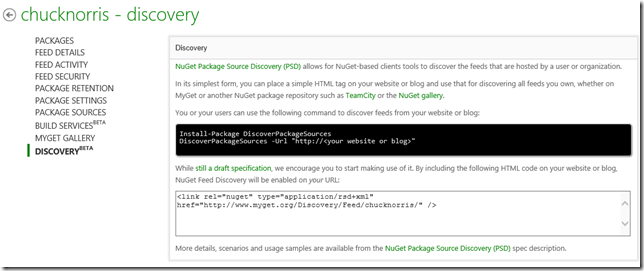 chucknorris - discovery
PACKAGES
FEED DETAILS
FEED ACTIVITY
FEED SECURITY
PACKAGE RETENTION
PACKAGE SETTINGS
PACKAGE SOURCES
BUILD SERVICES BETA
MYGET GALLERY
DISCOVERY BETA
Discovery
NuGet Package Source Discovery (PSD) allows for NuGet-based clients tools to discover the feeds that are hosted by a user or organization.
In its simplest form, you can place a simple HTML tag on your website or blog and use that for discovering all feeds you own, whether on
MyGet or another NuGet package repository such as TeamCity or the NuGet gallery.
You or your users can use the following command to discover feeds from your website or blog:
Install-Package DiscoverPackageSources
DiscoverPackageSources -Url "http://<your website or blog>"
While still a draft specification, we encourage you to start making use of it. By including the following HTML code on your website or blog,
NuGet Feed Discovery will be enabled on your URL:
<link rel="nuget" type="application/rsd+xml"
href="http://www.myget.org/Discovery/Feed/chucknorris/" />
More details, scenarios and usage samples are available from the NuGet Package Source Discovery (PSD) spec description.